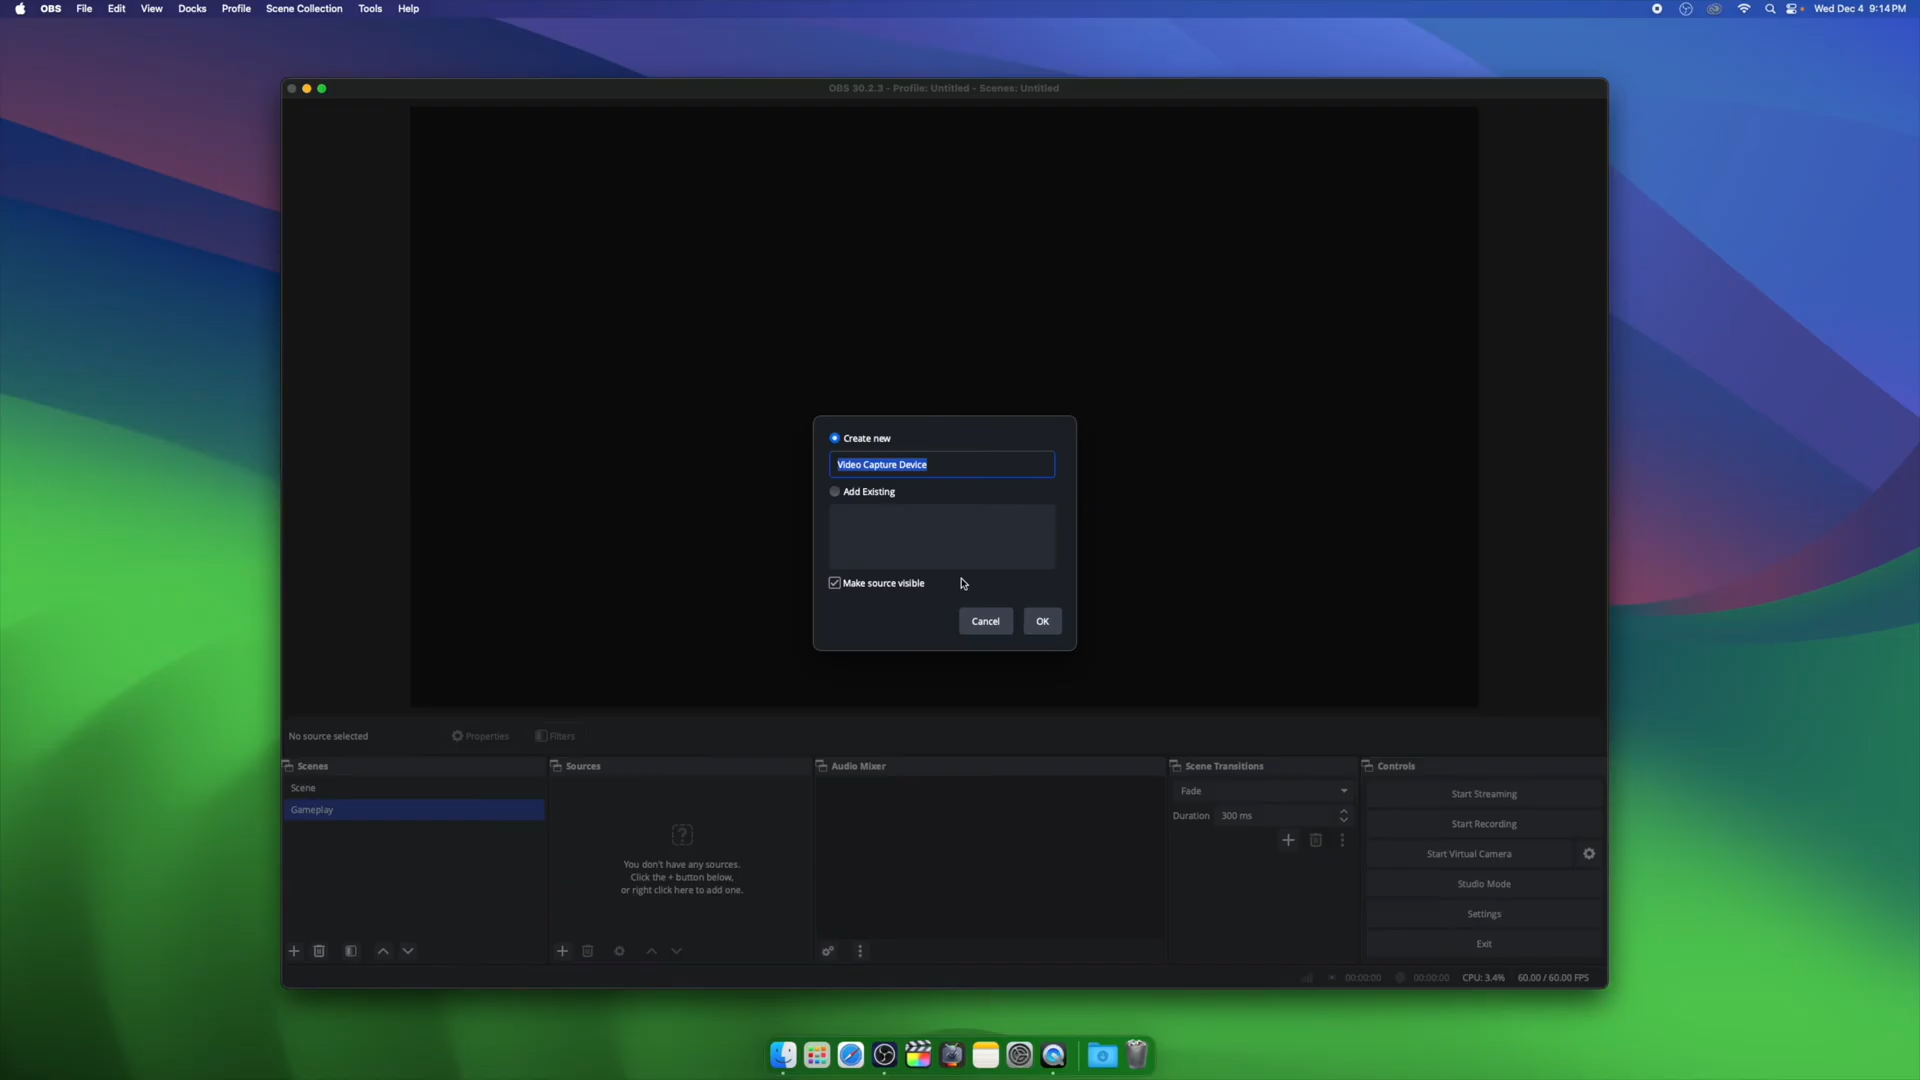 OBS File Edit View Docks Profile Scene Collection Tools Help
Wed Dec 4 9:14 PM
OBS 30.2.3 - Profile: Untitled - Scenes: Untitled
Create new
Video Capture Device
Add Existing
Make source visible
Cancel OK
No source selected Properties Filters
Scenes
Scene
Gameplay
Sources
You don't have any sources.
Click the + button below,
or right click here to add one.
Audio Mixer
Scene Transitions
Fade
Duration 300 ms
Controls
Start Streaming
Start Recording
Start Virtual Camera
Studio Mode
Settings
Exit
00:00:00 00:00:00 CPU: 3.4% 60.00 / 60.00 FPS